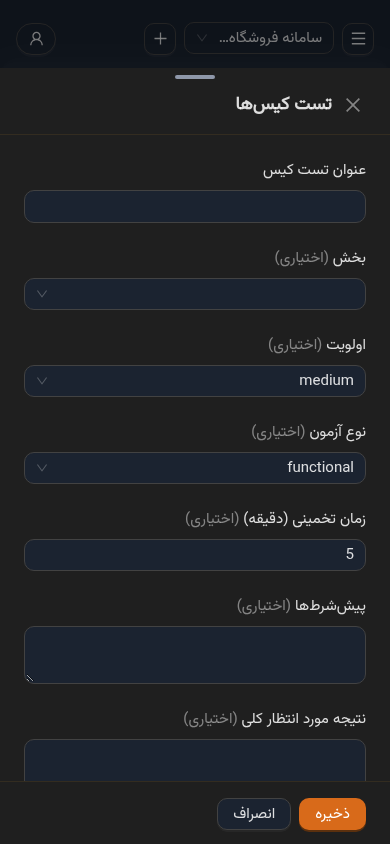 سامانه فروشگاه...
تست کیس‌ها
عنوان تست کیس
بخش (اختیاری)
اولویت (اختیاری)
medium
نوع آزمون (اختیاری)
functional
زمان تخمینی (دقیقه) (اختیاری)
5
پیش‌شرط‌ها (اختیاری)
نتیجه مورد انتظار کلی (اختیاری)
ذخیره
انصراف